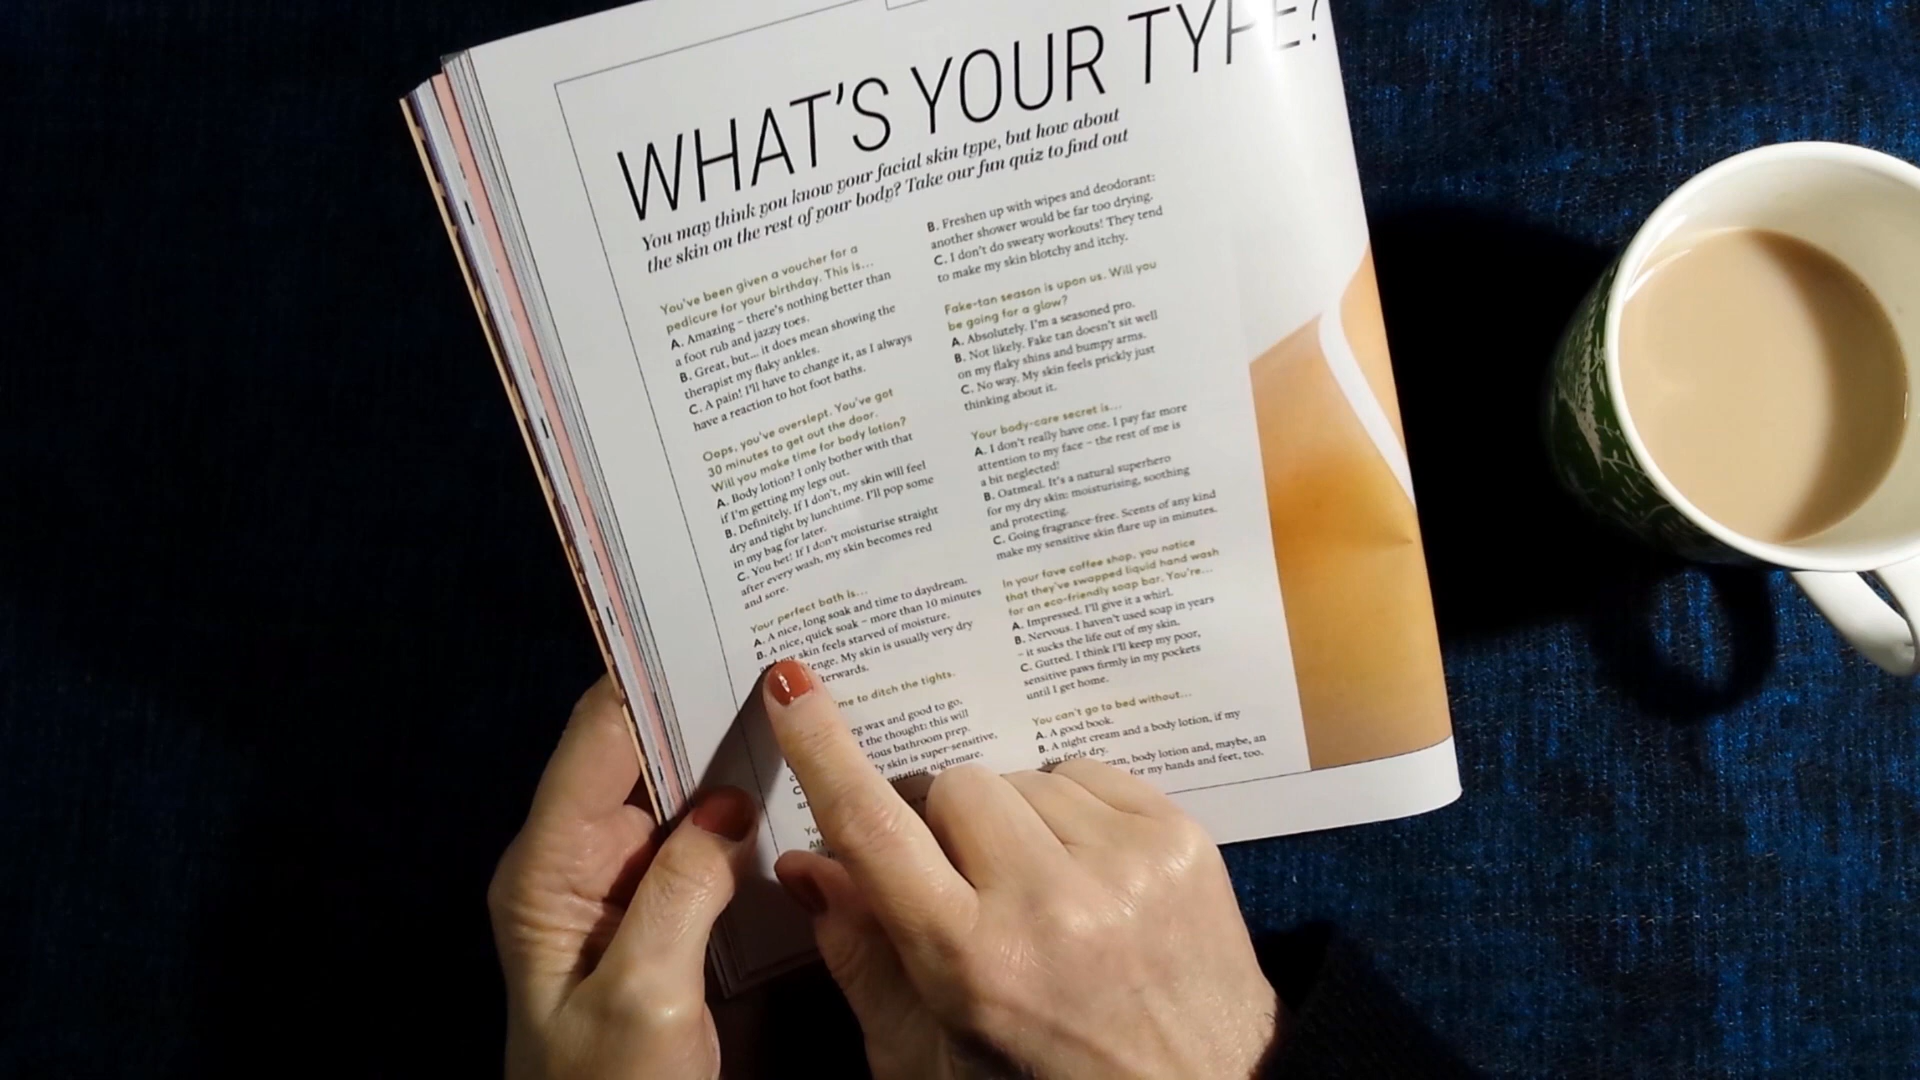 WHAT'S YOUR TYPE?
You may think you know your facial skin type, but how about
the skin on the rest of your body? Take our fun quiz to find out
You've been given a voucher for a
pedicure for your birthday. This is...
A. Amazing – there's nothing better than
a foot rub and jazzy toes.
B. Great, but... it does mean showing the
therapist my flaky ankles.
C. A pain! I'll have to change it, as I always
have a reaction to hot foot baths.
Oops, you've overslept. You've got
30 minutes to get out the door.
Will you make time for body lotion?
A. Body lotion? I only bother with that
if I'm getting my legs out.
B. Definitely. If I don't, my skin will feel
dry and tight by lunchtime. I'll pop some
in my bag for later.
C. You bet! If I don't moisturise straight
after every wash, my skin becomes red
and sore.
Your perfect bath is...
A. A nice, long soak and time to daydream.
B. A nice, quick soak – more than 10 minutes
and my skin feels starved of moisture.
My skin is usually very dry
to ditch the tights.
wax and good to go.
the thought: this will
bathroom prep.
skin is super-sensitive,
nightmare.
B. Freshen up with wipes and deodorant:
another shower would be far too drying.
C. I don't do sweaty workouts! They tend
to make my skin blotchy and itchy.
Fake-tan season is upon us. Will you
be going for a glow?
A. Absolutely. I'm a seasoned pro.
B. Not likely. Fake tan doesn't sit well
on my flaky shins and bumpy arms.
C. No way. My skin feels prickly just
thinking about it.
Your body-care secret is...
A. I don't really have one. I pay far more
attention to my face – the rest of me is
a bit neglected!
B. Oatmeal. It's a natural superhero
for my dry skin: moisturising, soothing
and protecting.
C. Going fragrance-free. Scents of any kind
make my sensitive skin flare up in minutes.
In your fave coffee shop, you notice
that they've swapped liquid hand wash
for an eco-friendly soap bar. You're...
A. Impressed. I'll give it a whirl.
B. Nervous. I haven't used soap in years
– it sucks the life out of my skin.
C. Gutted. I think I'll keep my poor,
sensitive paws firmly in my pockets
until I get home.
You can't go to bed without...
A. A good book.
B. A night cream and a body lotion, if my
skin feels dry.
body lotion and, maybe, an
for my hands and feet, too.